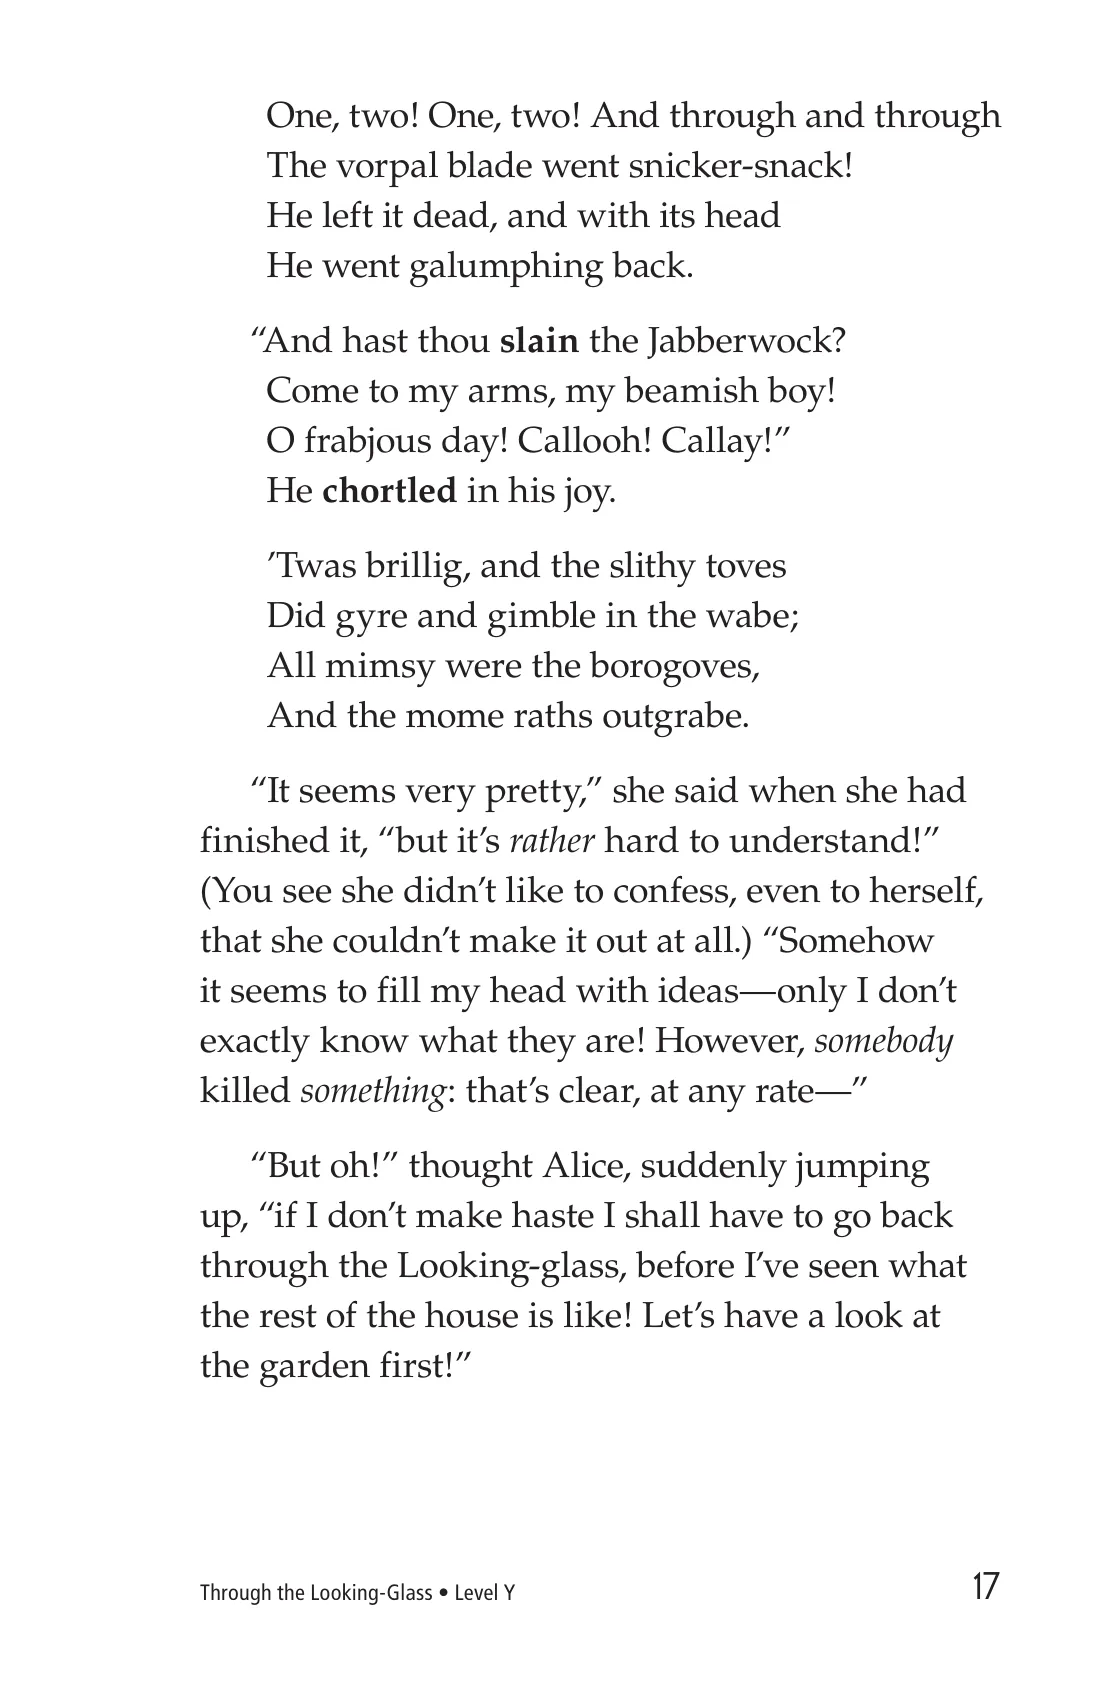 One, two! One, two! And through and through
The vorpal blade went snicker-snack!
He left it dead, and with its head
He went galumphing back.
“And hast thou slain the Jabberwock?
Come to my arms, my beamish boy!
O frabjous day! Callooh! Callay!”
He chortled in his joy.
’Twas brillig, and the slithy toves
Did gyre and gimble in the wabe;
All mimsy were the borogoves,
And the mome raths outgrabe.
“It seems very pretty,” she said when she had
finished it, “but it’s rather hard to understand!”
(You see she didn’t like to confess, even to herself,
that she couldn’t make it out at all.) “Somehow
it seems to fill my head with ideas—only I don’t
exactly know what they are! However, somebody
killed something: that’s clear, at any rate—”
“But oh!” thought Alice, suddenly jumping
up, “if I don’t make haste I shall have to go back
through the Looking-glass, before I’ve seen what
the rest of the house is like! Let’s have a look at
the garden first!”
Through the Looking-Glass • Level Y
17